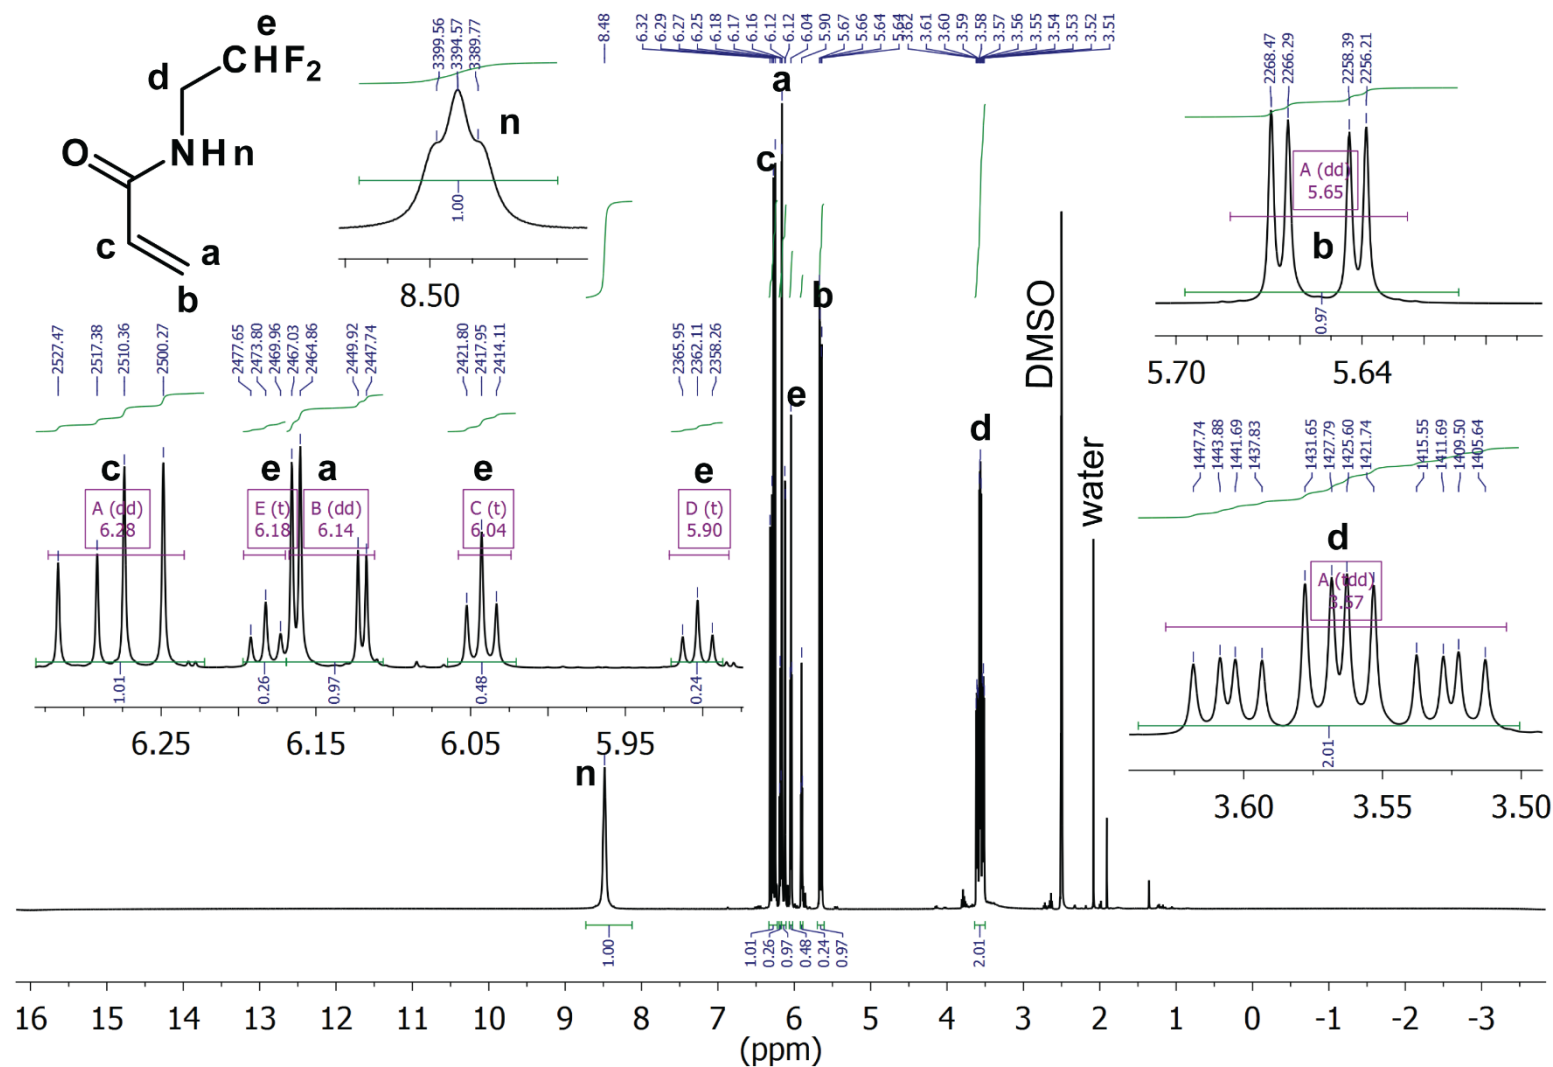 e
CHF2
d
O
NHn
c
a
b
3399.56
3394.57
3389.77
n
1.00
8.50
8.48
6.32
6.29
6.27
6.25
6.18
6.17
6.16
6.12
6.12
6.04
5.90
5.67
5.66
5.64
5.64
3.62
3.61
3.60
3.59
3.58
3.57
3.56
3.55
3.54
3.53
3.52
3.51
a
c
b
e
d
DMSO
water
n
2268.47
2266.29
2258.39
2256.21
A (dd)
5.65
b
0.97
5.70 5.64
2527.47
2517.38
2510.36
2500.27
2477.65
2473.80
2469.96
2467.03
2464.86
2449.92
2447.74
2421.80
2417.95
2414.11
2365.95
2362.11
2358.26
c e a e e
A (dd)
6.28
E (t)
6.18
B (dd)
6.14
C (t)
6.04
D (t)
5.90
1.01
0.26
0.97
0.48
0.24
6.25 6.15 6.05 5.95
1447.74
1443.88
1441.69
1437.83
1431.65
1427.79
1425.60
1421.74
1415.55
1411.69
1409.50
1405.64
d
A (tdd)
3.57
2.01
3.60 3.55 3.50
1.00
1.01
0.26
0.97
0.48
0.24
0.97
2.01
16 15 14 13 12 11 10 9 8 7 6 5 4 3 2 1 0 -1 -2 -3
(ppm)